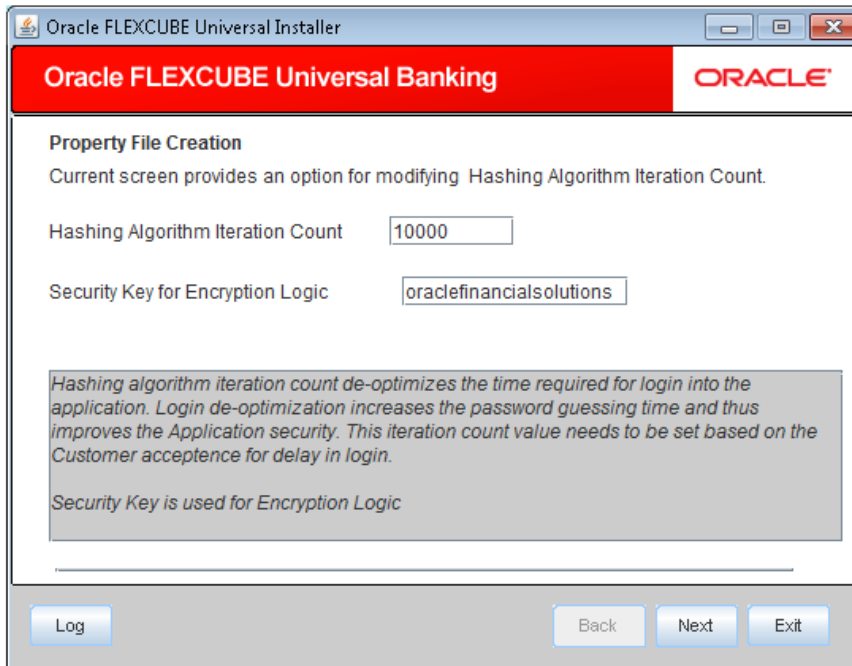 Oracle FLEXCUBE Universal Installer
Oracle FLEXCUBE Universal Banking
ORACLE®
Property File Creation
Current screen provides an option for modifying Hashing Algorithm Iteration Count.
Hashing Algorithm Iteration Count 10000
Security Key for Encryption Logic oraclefinancialsolutions
Hashing algorithm iteration count de-optimizes the time required for login into the
application. Login de-optimization increases the password guessing time and thus
improves the Application security. This iteration count value needs to be set based on the
Customer acceptence for delay in login.
Security Key is used for Encryption Logic
Log Back Next Exit